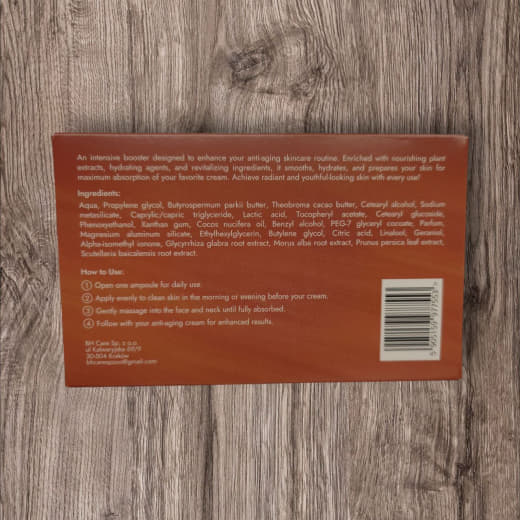 An intensive booster designed to enhance your anti-aging skincare routine. Enriched with nourishing plant
extracts, hydrating agents, and revitalizing ingredients, it smooths, hydrates, and prepares your skin for
maximum absorption of your favorite cream. Achieve radiant and youthful-looking skin with every use!
Ingredients:
Aqua, Propylene glycol, Butyrospermum parkii butter, Theobroma cacao butter, Cetearyl alcohol, Sodium
metasilicate, Caprylic/capric triglyceride, Lactic acid, Tocopheryl acetate, Cetearyl glucoside,
Phenoxyethanol, Xanthan gum, Cocos nucifera oil, Benzyl alcohol, PEG-7 glyceryl cocoate, Parfum,
Magnesium aluminum silicate, Ethylhexylglycerin, Butylene glycol, Citric acid, Linalool, Geraniol,
Alpha-isomethyl ionone, Glycyrrhiza glabra root extract, Morus alba root extract, Prunus persica leaf extract,
Scutellaria baicalensis root extract.
How to Use:
1 Open one ampoule for daily use.
2 Apply evenly to clean skin in the morning or evening before your cream.
3 Gently massage into the face and neck until fully absorbed.
4 Follow with your anti-aging cream for enhanced results.
BH Care Sp. z o.o.
ul Kalwaryjska 69/9
30-504 Kraków